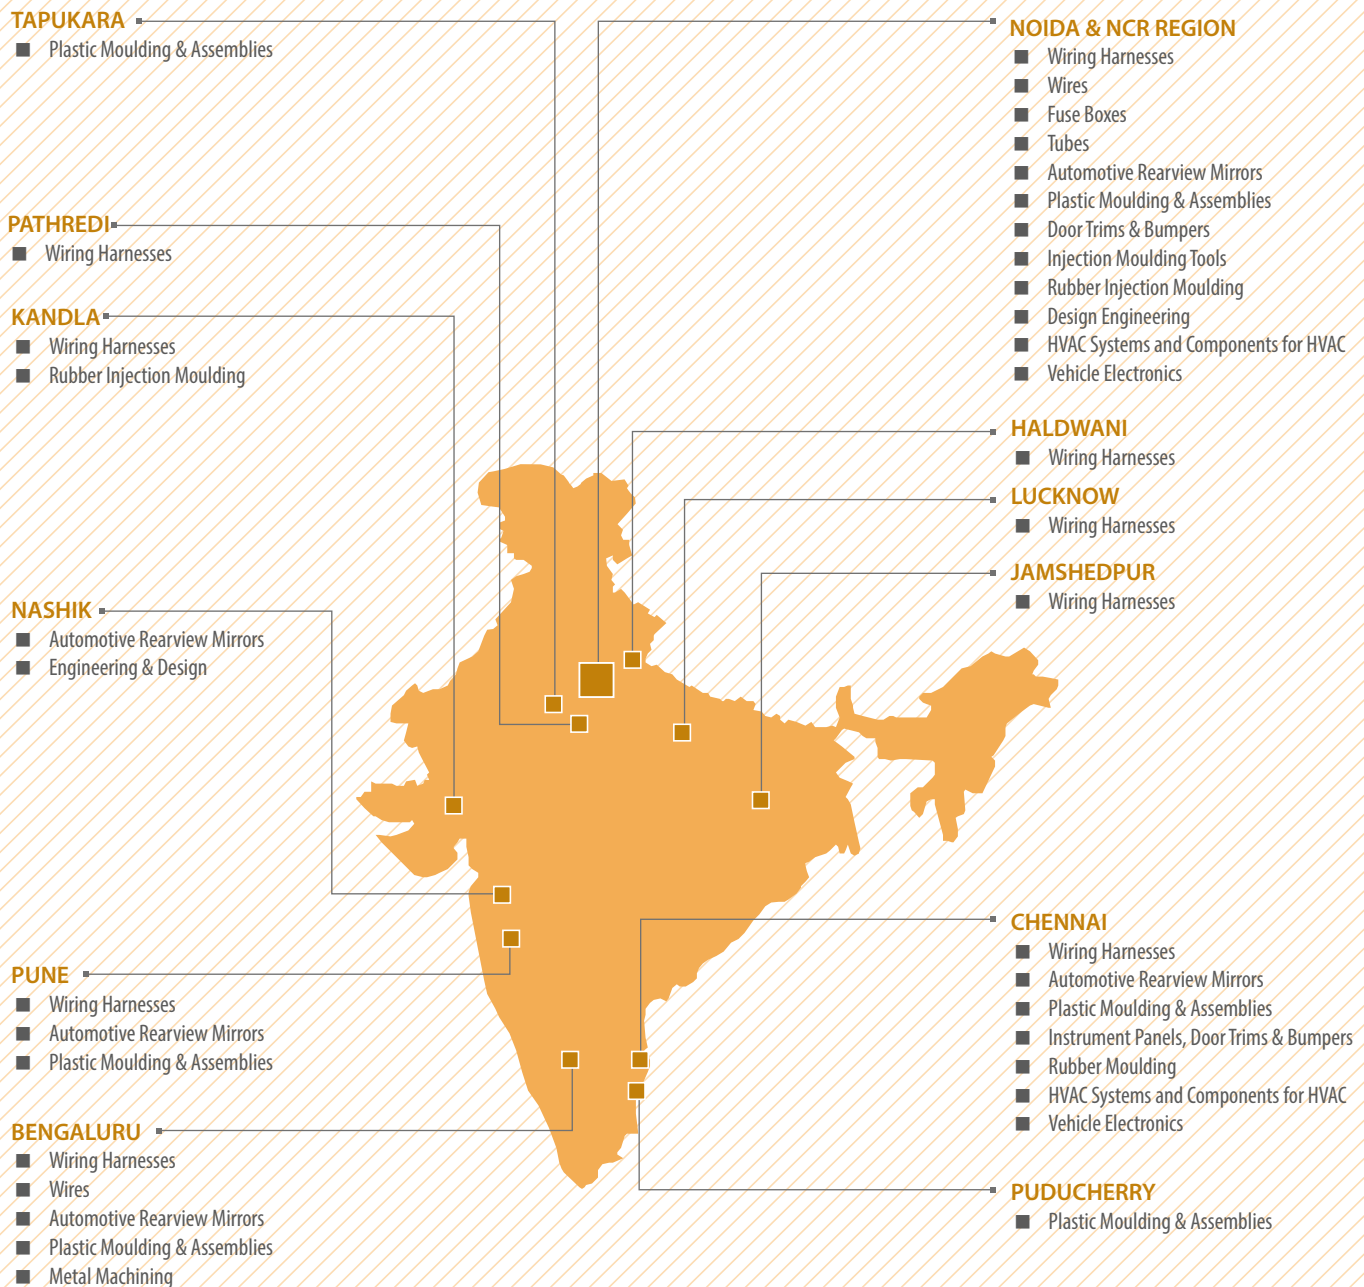 TAPUKARA
Plastic Moulding & Assemblies
PATHREDI
Wiring Harnesses
KANDLA
Wiring Harnesses
Rubber Injection Moulding
NASHIK
Automotive Rearview Mirrors
Engineering & Design
PUNE
Wiring Harnesses
Automotive Rearview Mirrors
Plastic Moulding & Assemblies
BENGALURU
Wiring Harnesses
Wires
Automotive Rearview Mirrors
Plastic Moulding & Assemblies
Metal Machining
NOIDA & NCR REGION
Wiring Harnesses
Wires
Fuse Boxes
Tubes
Automotive Rearview Mirrors
Plastic Moulding & Assemblies
Door Trims & Bumpers
Injection Moulding Tools
Rubber Injection Moulding
Design Engineering
HVAC Systems and Components for HVAC
Vehicle Electronics
HALDWANI
Wiring Harnesses
LUCKNOW
Wiring Harnesses
JAMSHEDPUR
Wiring Harnesses
CHENNAI
Wiring Harnesses
Automotive Rearview Mirrors
Plastic Moulding & Assemblies
Instrument Panels, Door Trims & Bumpers
Rubber Moulding
HVAC Systems and Components for HVAC
Vehicle Electronics
PUDUCHERRY
Plastic Moulding & Assemblies